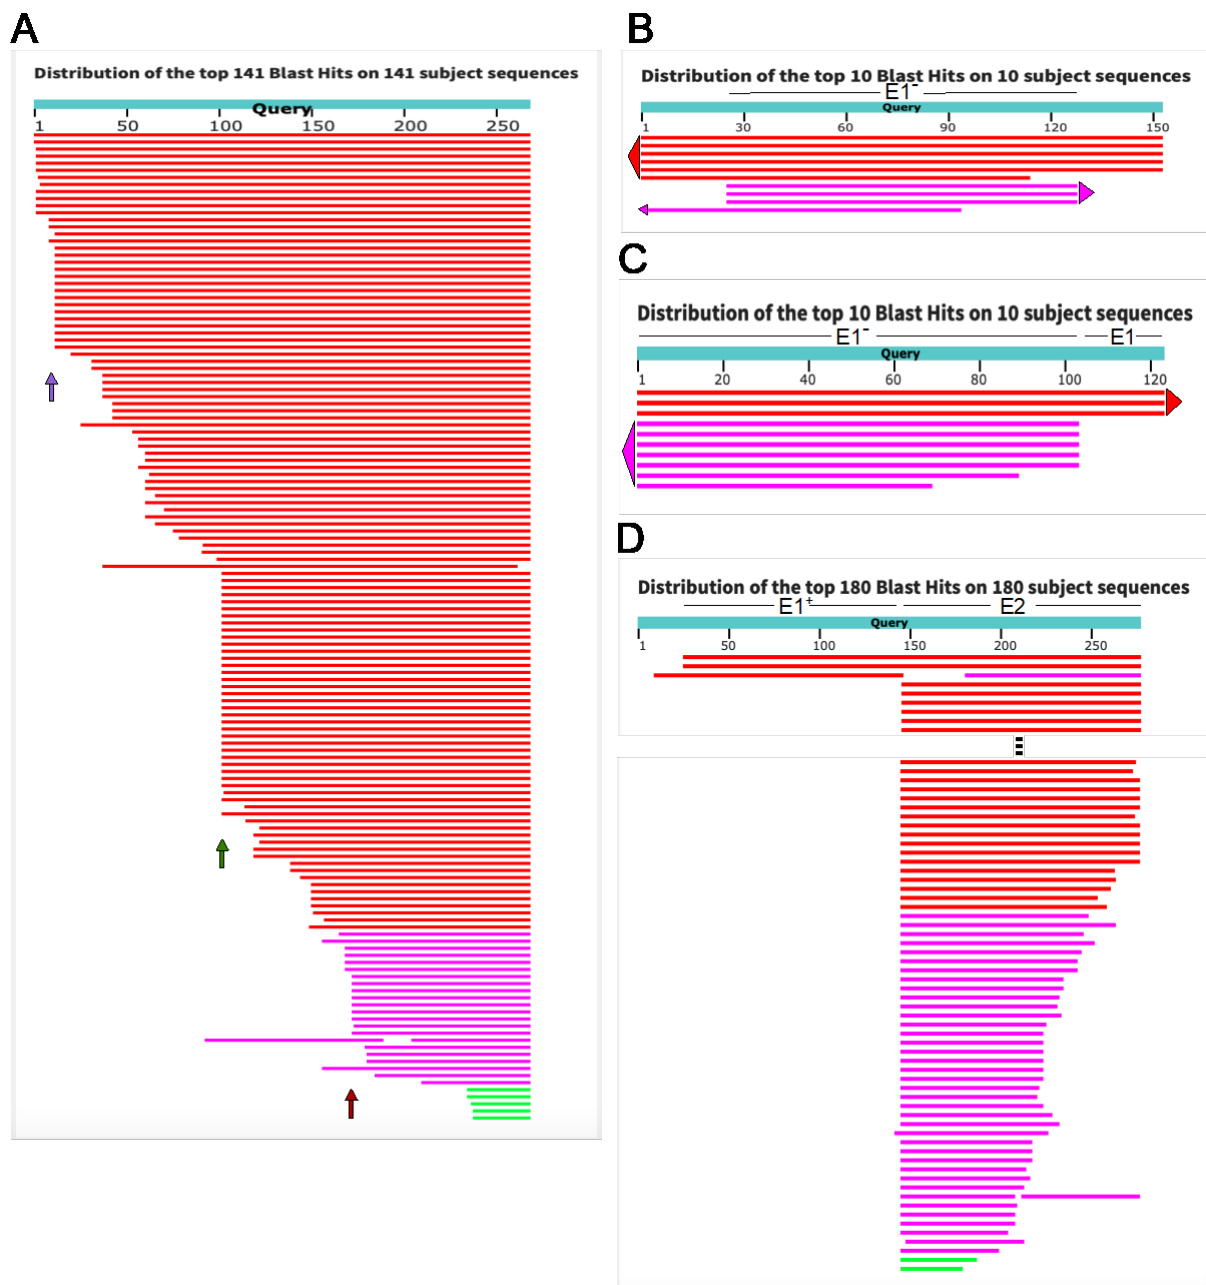 A
Distribution of the top 141 Blast Hits on 141 subject sequences
Query
1 50 100 150 200 250
B
Distribution of the top 10 Blast Hits on 10 subject sequences
E1⁻
Query
1 30 60 90 120 150
C
Distribution of the top 10 Blast Hits on 10 subject sequences
E1⁻ E1
Query
1 20 40 60 80 100 120
D
Distribution of the top 180 Blast Hits on 180 subject sequences
E1⁺ E2
Query
1 50 100 150 200 250